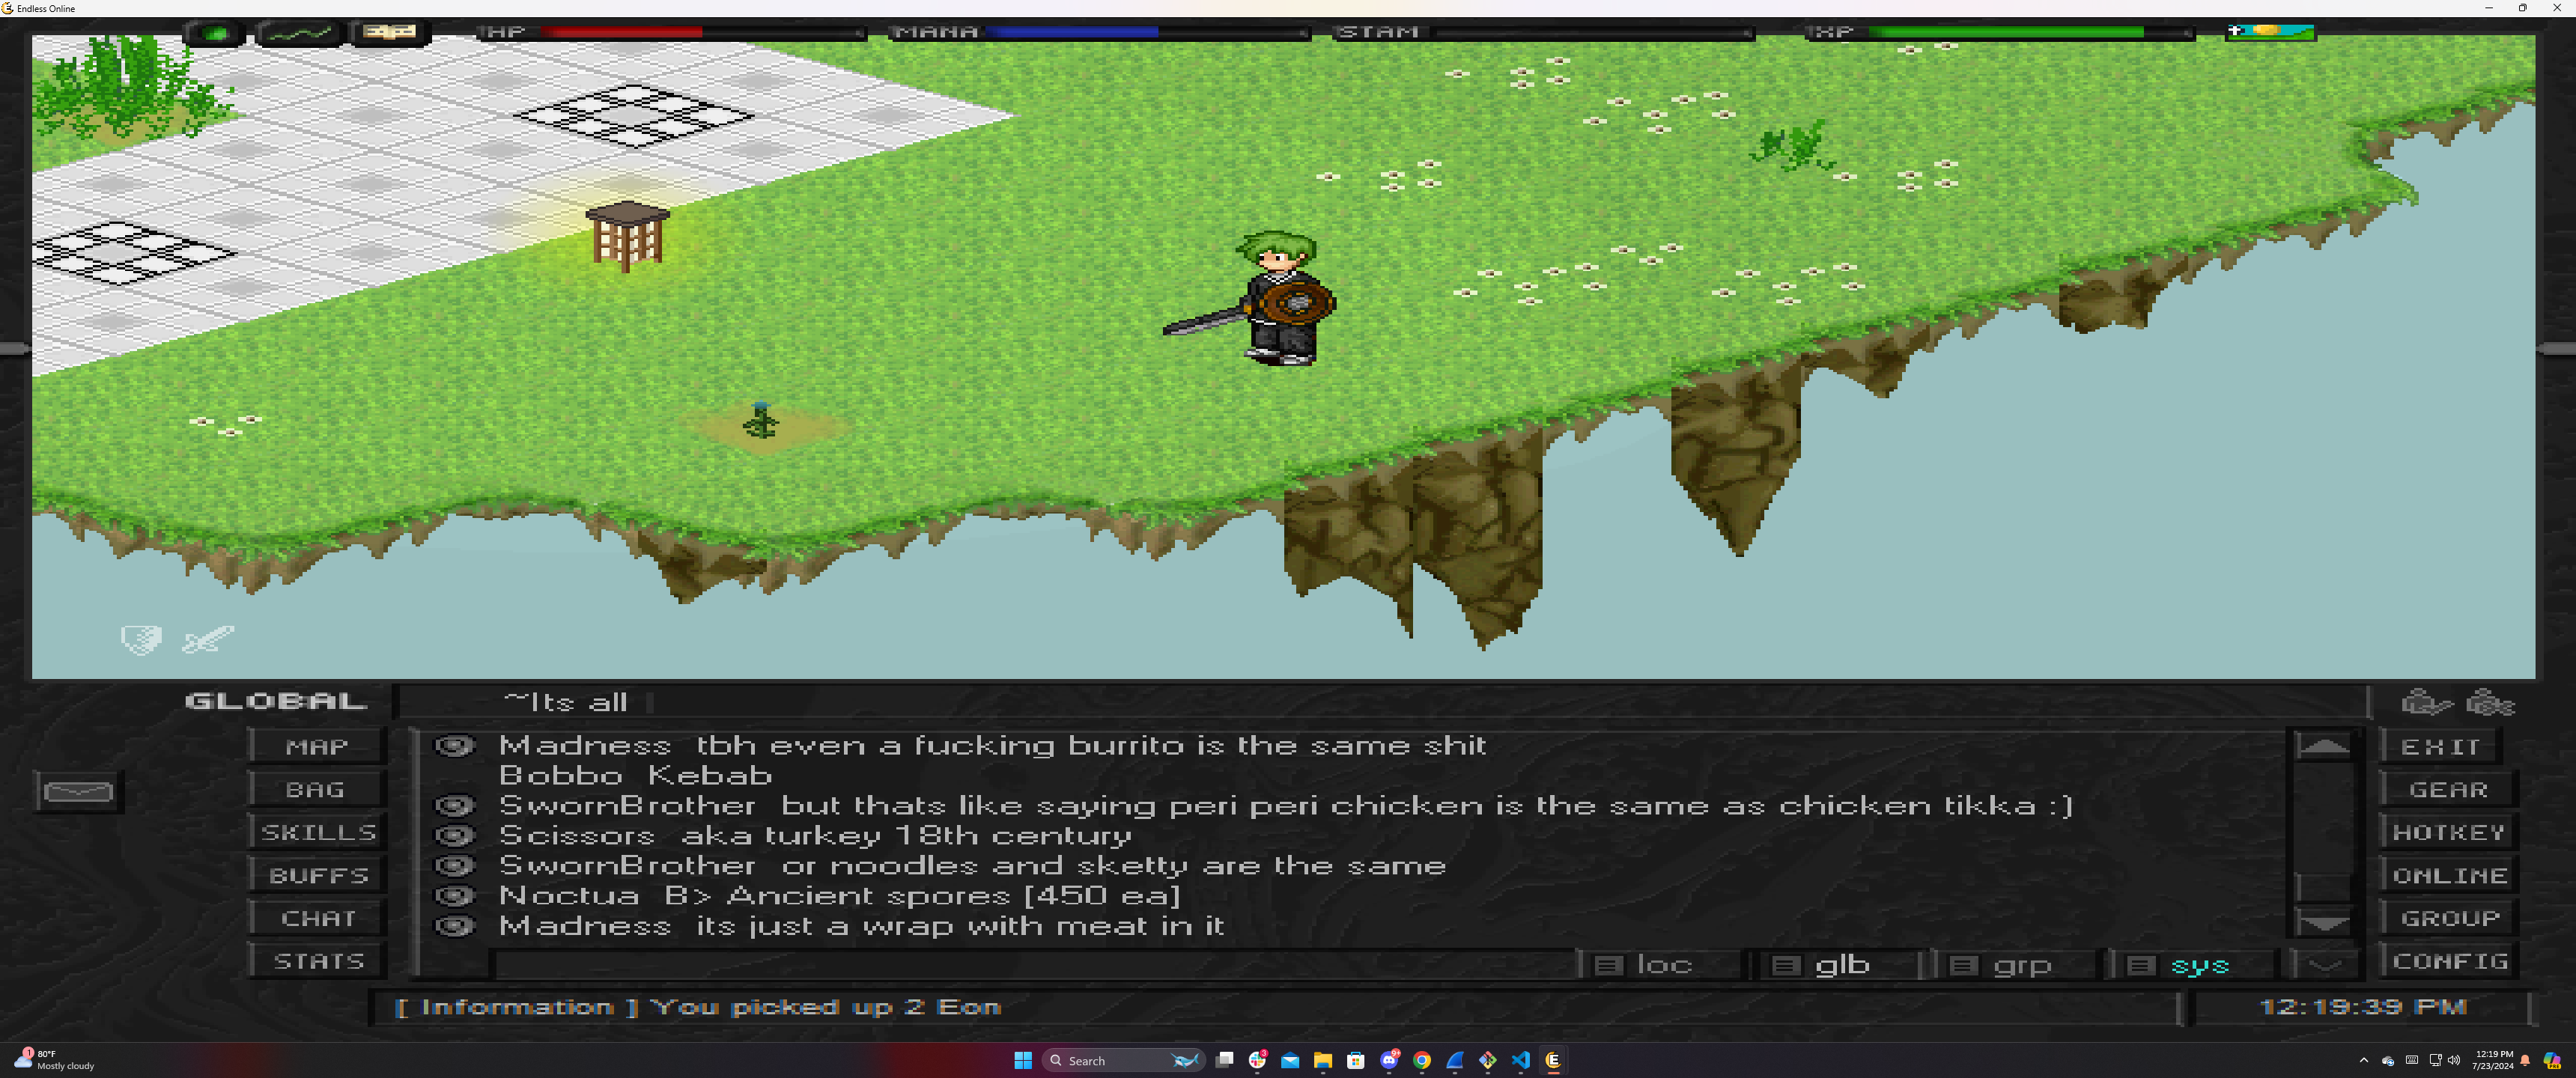 Endless Online
HP
MANA
STAM
XP
GLOBAL
~Its all
MAP
BAG
SKILLS
BUFFS
CHAT
STATS
Madness tbh even a fucking burrito is the same shit
Bobbo Kebab
SwornBrother but thats like saying peri peri chicken is the same as chicken tikka :)
Scissors aka turkey 18th century
SwornBrother or noodles and sketty are the same
Noctua B> Ancient spores [450 ea]
Madness its just a wrap with meat in it
loc
glb
grp
sys
EXIT
GEAR
HOTKEY
ONLINE
GROUP
CONFIG
[ Information ] You picked up 2 Eon
12:19:39 PM
1
80°F
Mostly cloudy
Search
3
9+
12:19 PM
7/23/2024